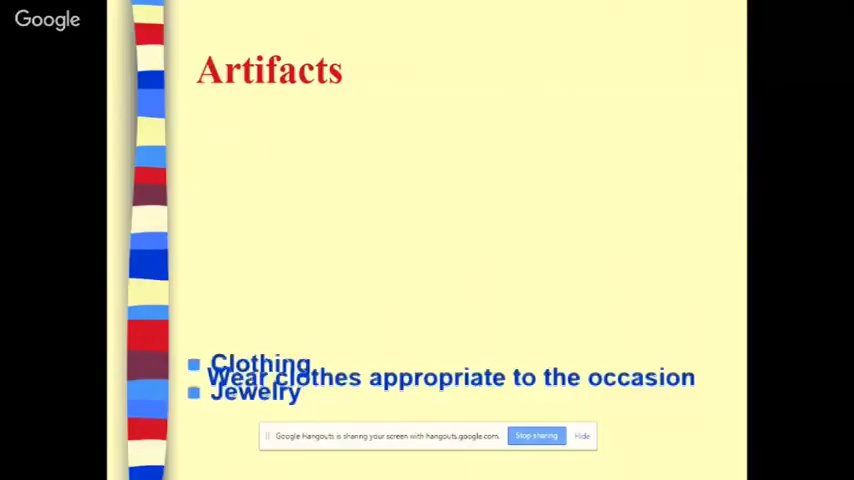 Google
Artifacts
Clothing
Wear clothes appropriate to the occasion
Jewelry
Google Hangouts is sharing your screen with hangouts.google.com.
Stop sharing
Hide